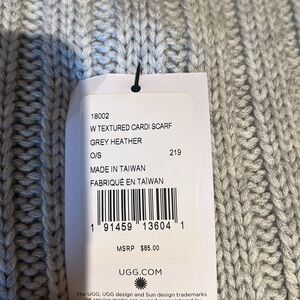 18002
W TEXTURED CARDI SCARF
GREY HEATHER
O/S 219
MADE IN TAIWAN
FABRIQUÉ EN TAÏWAN
1 91459 13604 1
MSRP $85.00
UGG.COM
The UGG, UGG design and Sun design trademarks